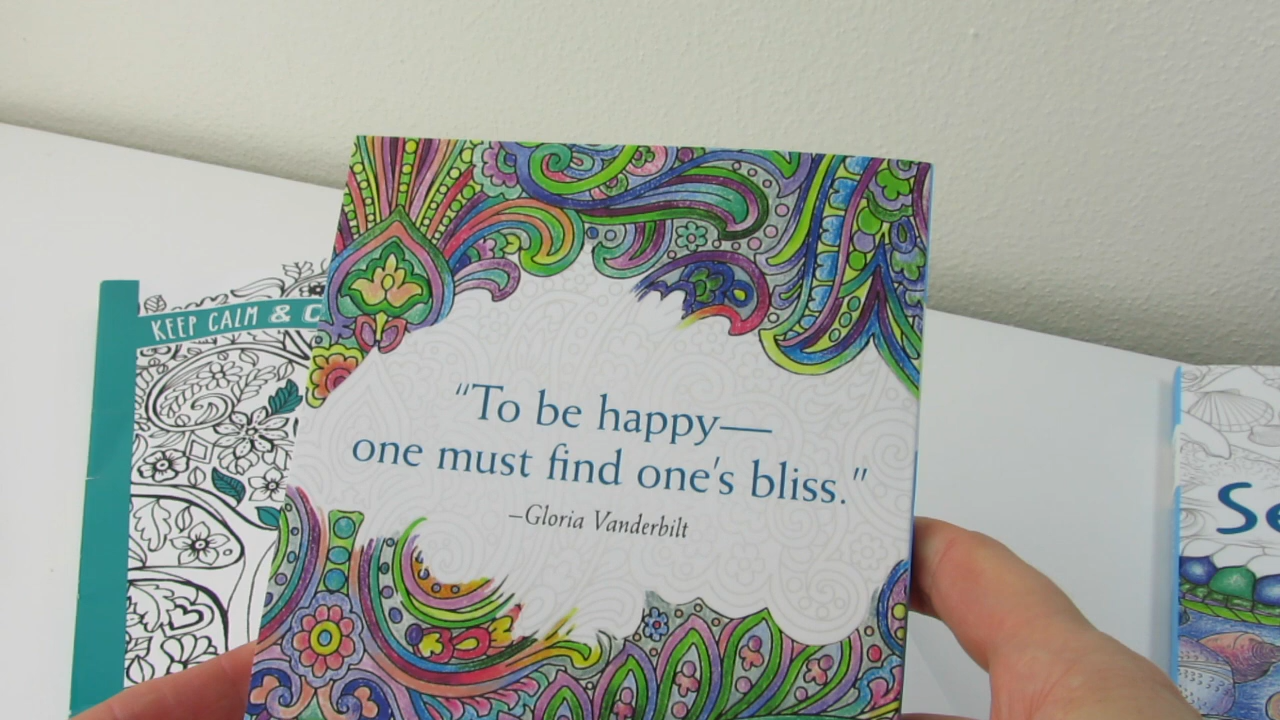 KEEP CALM & C
"To be happy—
one must find one's bliss."
–Gloria Vanderbilt
Se